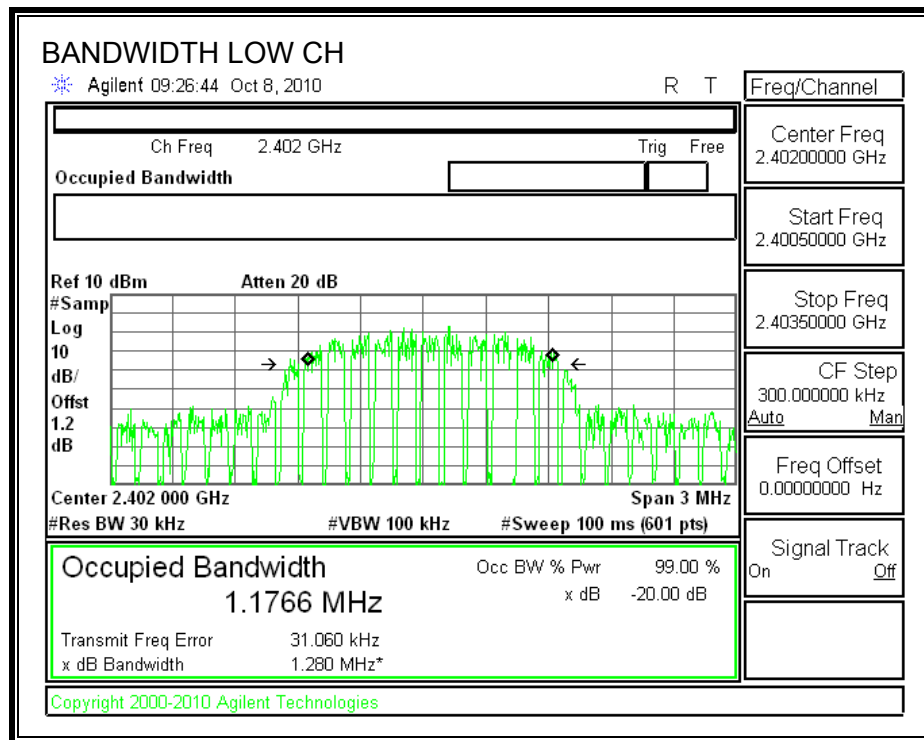 BANDWIDTH LOW CH
Agilent 09:26:44 Oct 8, 2010 R T
Ch Freq 2.402 GHz Trig Free
Occupied Bandwidth
Ref 10 dBm Atten 20 dB
#Samp
Log
10
dB/
Offst
1.2
dB
Center 2.402 000 GHz Span 3 MHz
#Res BW 30 kHz #VBW 100 kHz #Sweep 100 ms (601 pts)
Occupied Bandwidth Occ BW % Pwr 99.00 %
1.1766 MHz x dB -20.00 dB
Transmit Freq Error 31.060 kHz
x dB Bandwidth 1.280 MHz*
Copyright 2000-2010 Agilent Technologies
Freq/Channel
Center Freq
2.40200000 GHz
Start Freq
2.40050000 GHz
Stop Freq
2.40350000 GHz
CF Step
300.000000 kHz
Auto Man
Freq Offset
0.00000000 Hz
Signal Track
On Off